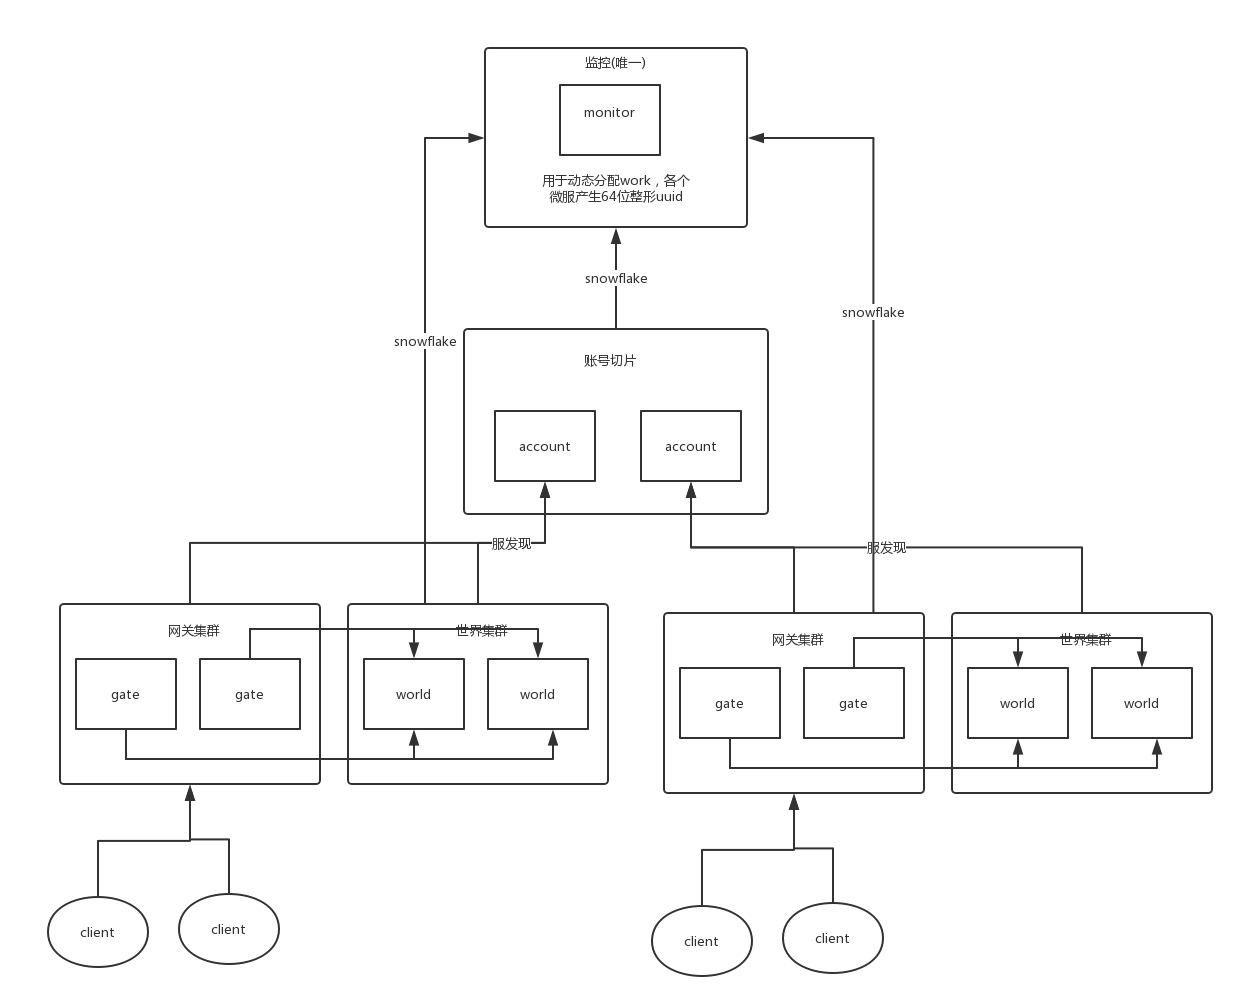 监控(唯一)
monitor
用于动态分配work，各个
微服产生64位整形uuid
snowflake
snowflake
snowflake
账号切片
account
account
服发现
服发现
网关集群
世界集群
gate
gate
world
world
网关集群
世界集群
gate
gate
world
world
client
client
client
client